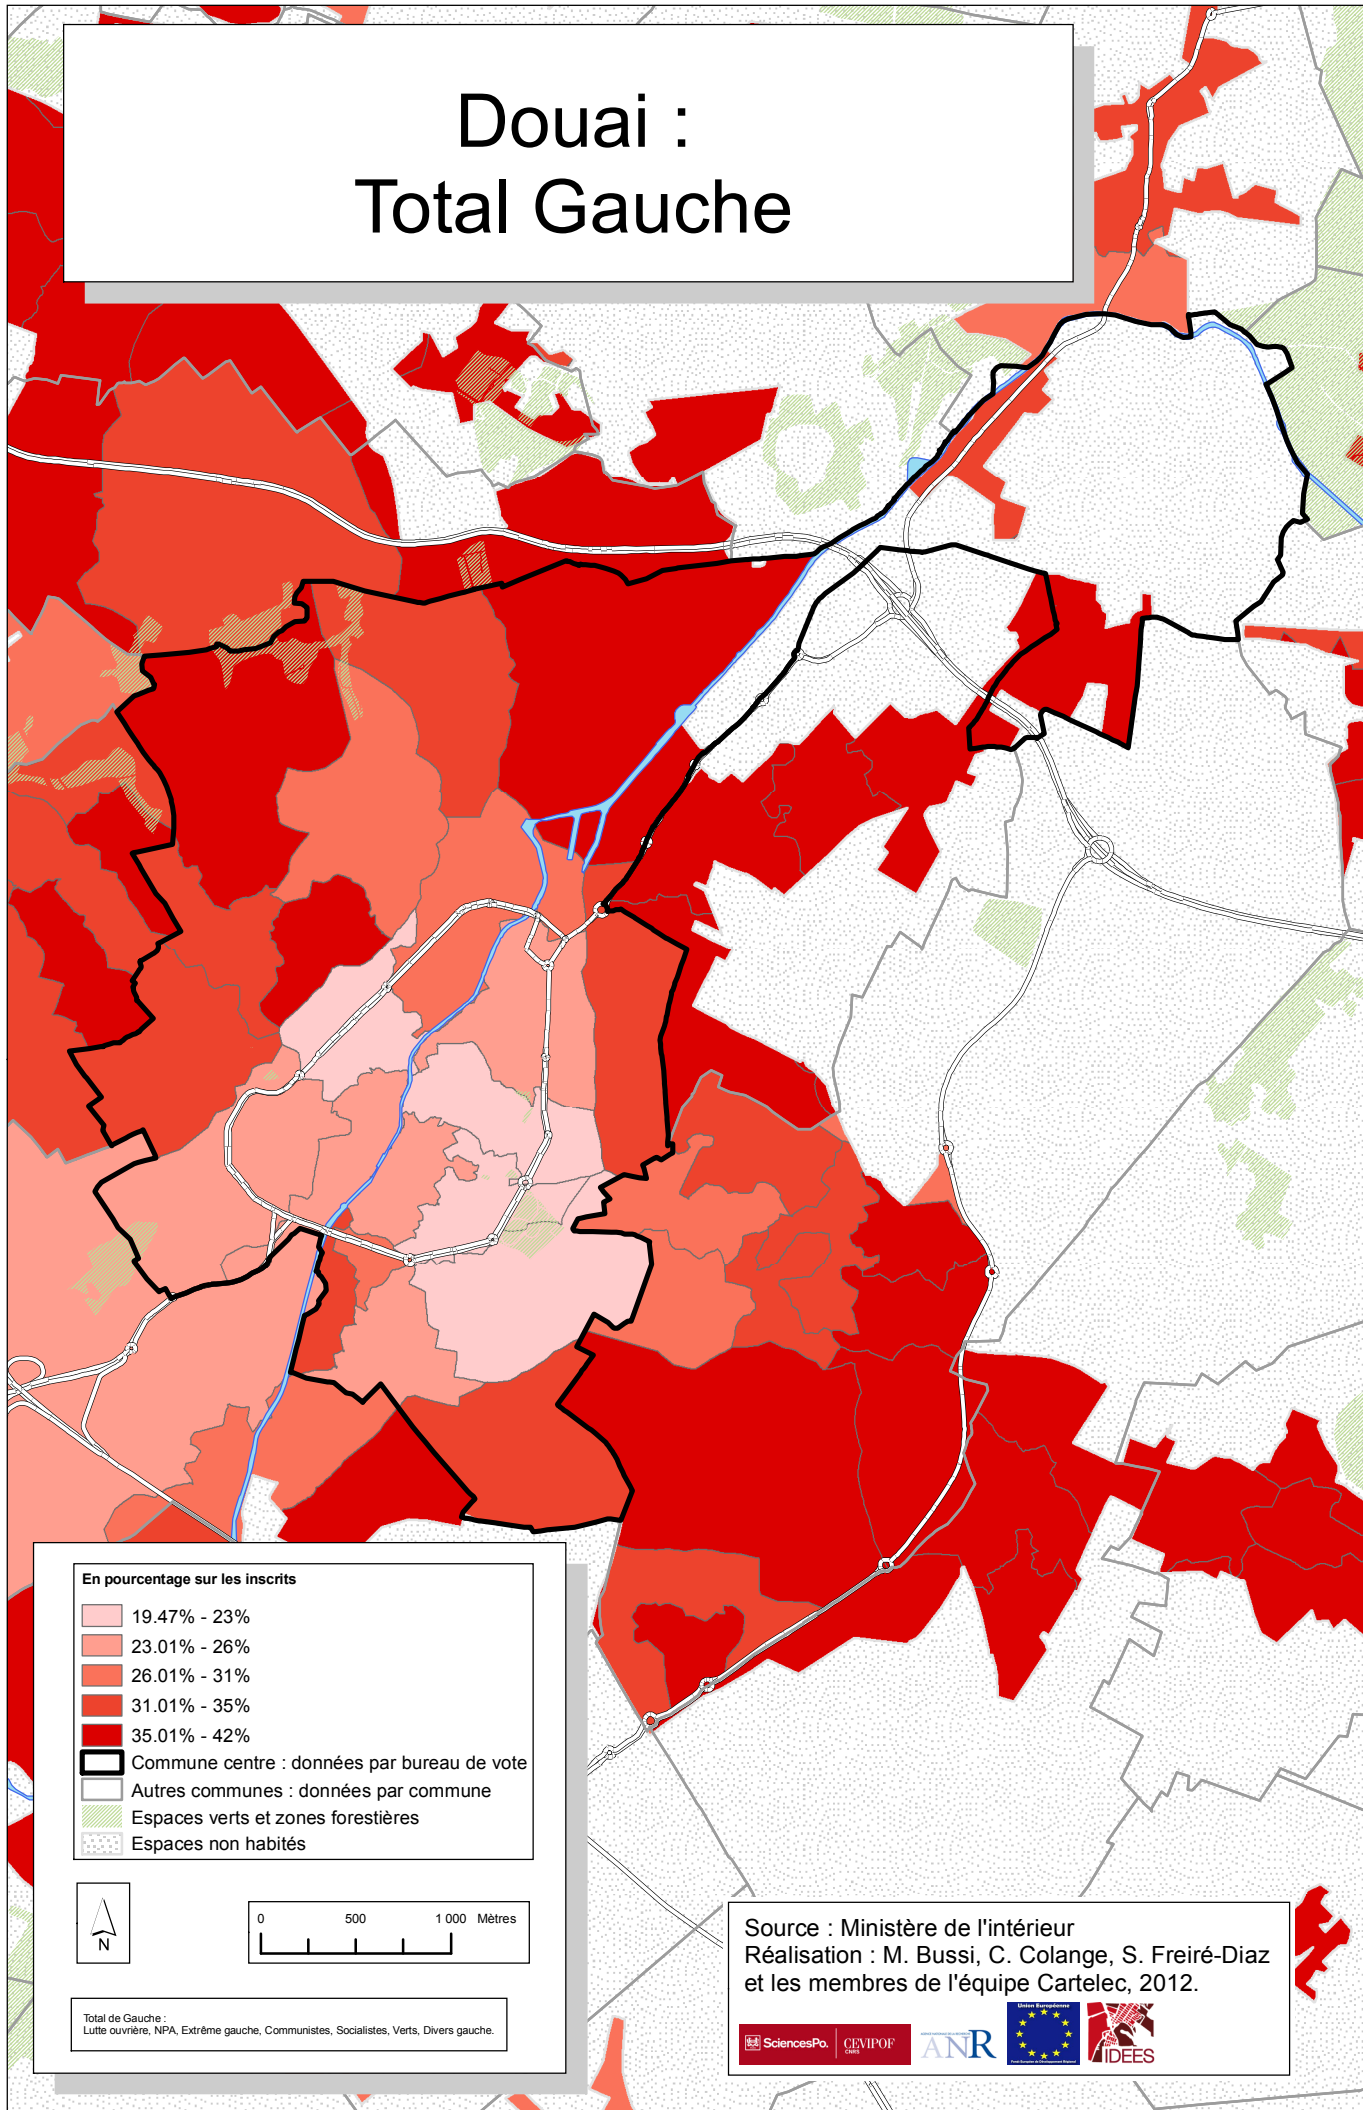 Douai :
Total Gauche
En pourcentage sur les inscrits
19.47% - 23%
23.01% - 26%
26.01% - 31%
31.01% - 35%
35.01% - 42%
Commune centre : données par bureau de vote
Autres communes : données par commune
Espaces verts et zones forestières
Espaces non habités
N
0 500 1 000 Mètres
Total de Gauche :
Lutte ouvrière, NPA, Extrême gauche, Communistes, Socialistes, Verts, Divers gauche.
Source : Ministère de l'intérieur
Réalisation : M. Bussi, C. Colange, S. Freiré-Diaz
et les membres de l'équipe Cartelec, 2012.
SciencesPo. CEVIPOF
CNRS
ANR
Union Européenne
IDEES